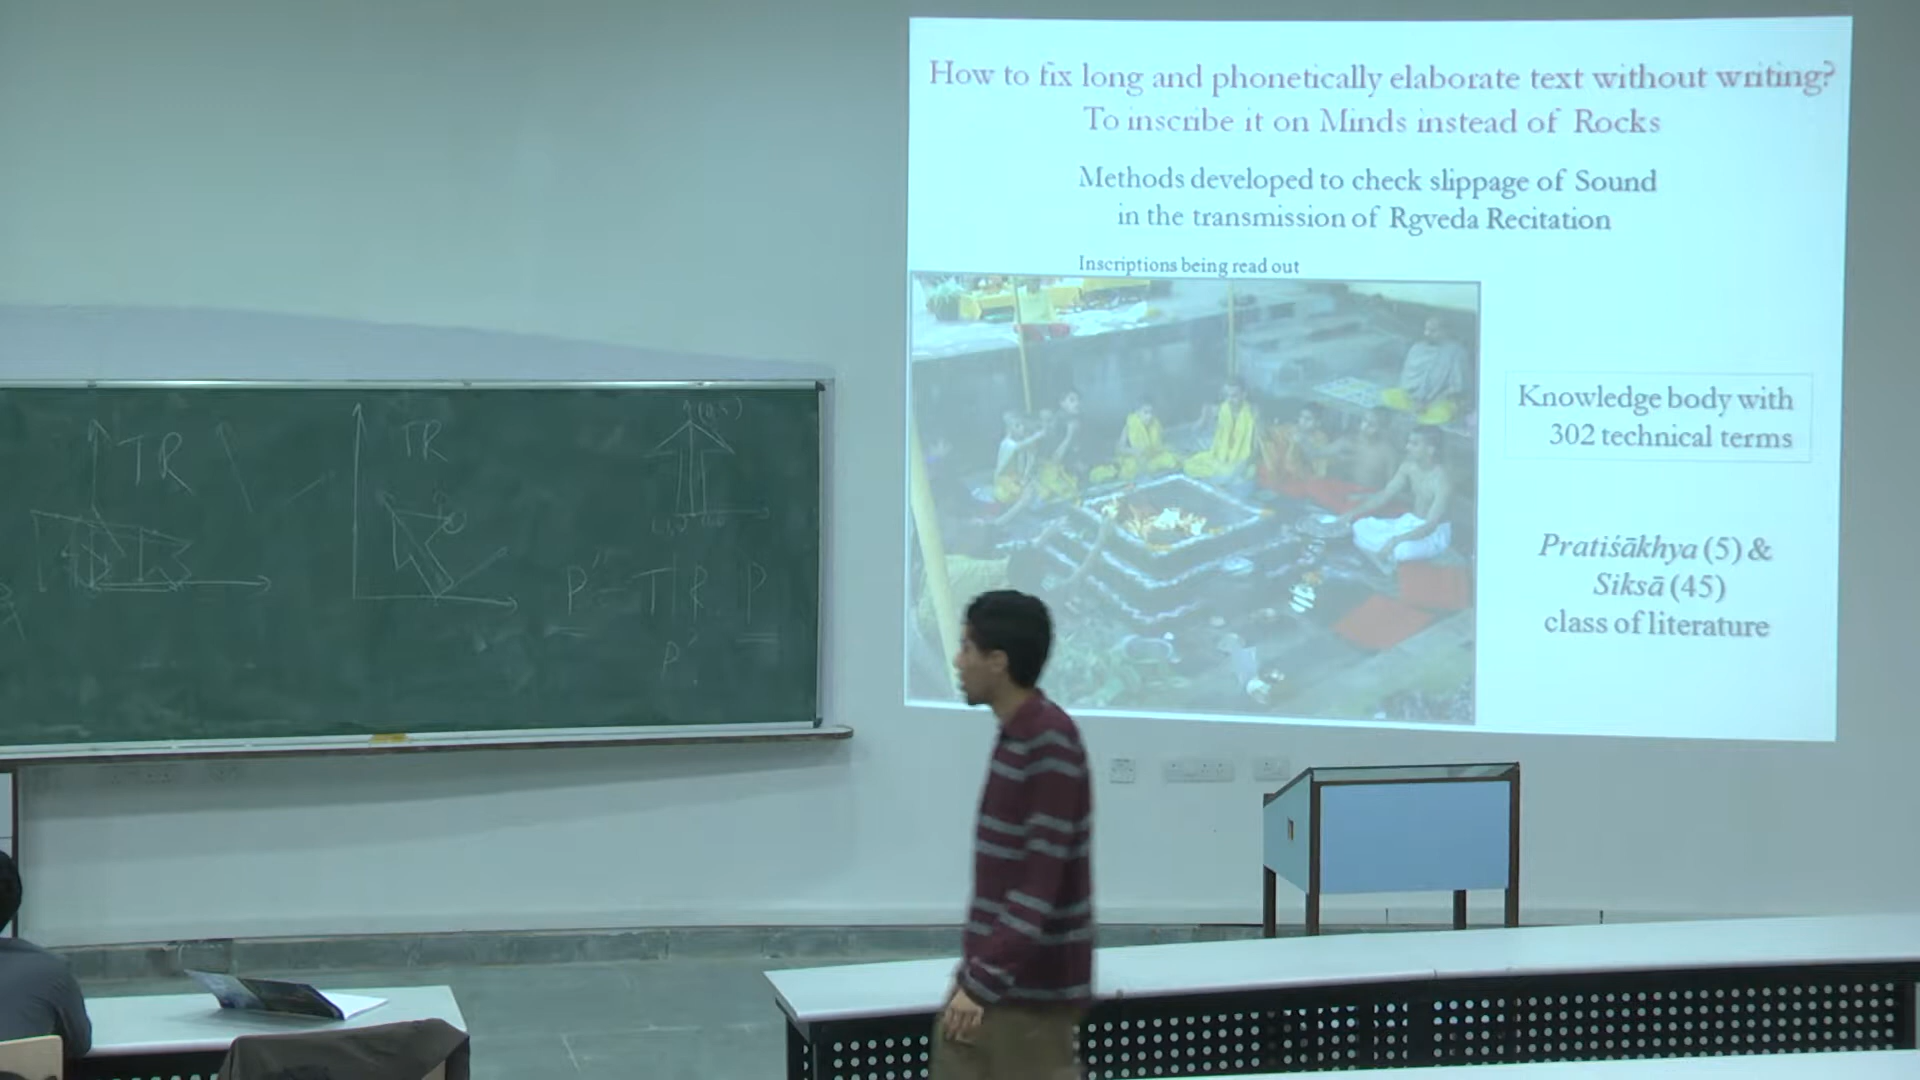 How to fix long and phonetically elaborate text without writing?
To inscribe it on Minds instead of Rocks
Methods developed to check slippage of Sound
in the transmission of Rgveda Recitation
Inscriptions being read out
Knowledge body with
302 technical terms
Pratiśākhya (5) &
Siksā (45)
class of literature
TR
TR
P' = T R P
P'